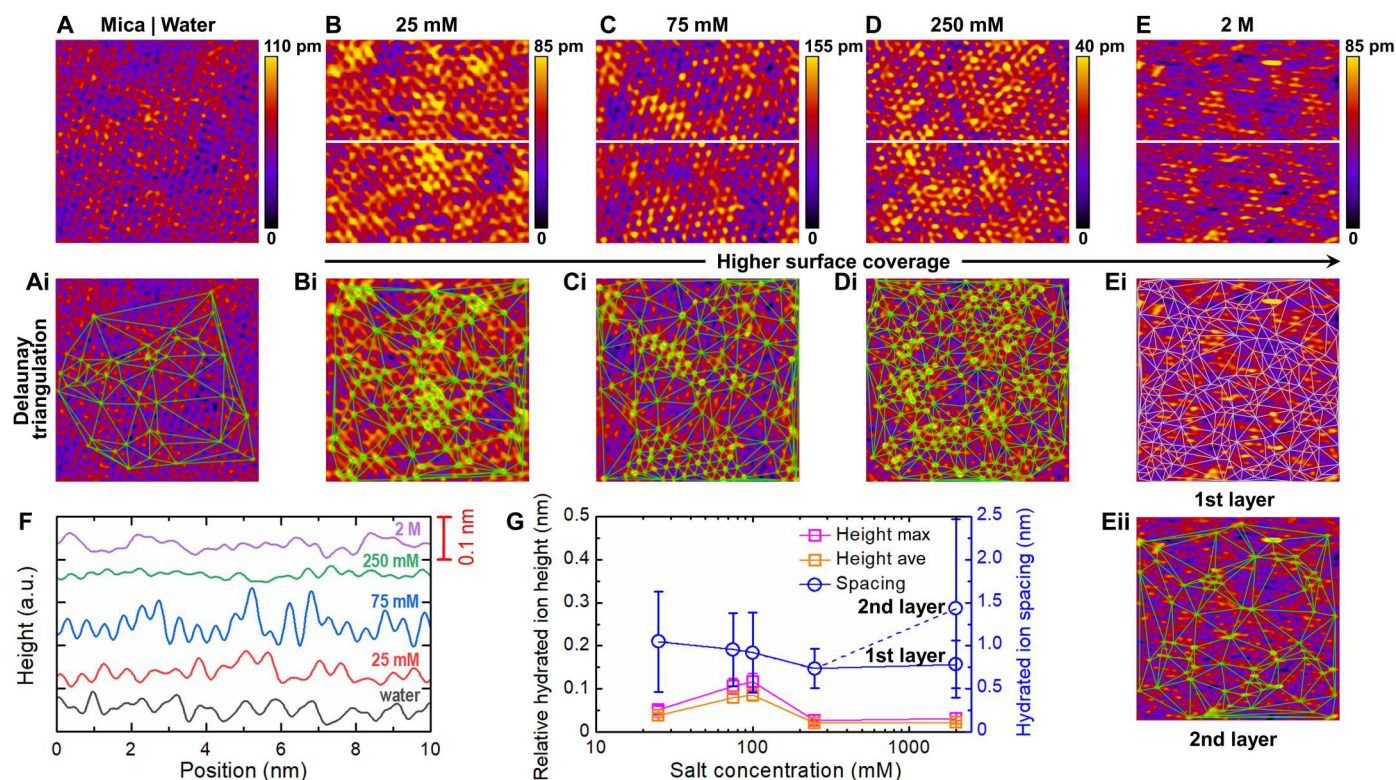 A Mica | Water
110 pm
0
B 25 mM
85 pm
0
C 75 mM
155 pm
0
D 250 mM
40 pm
0
E 2 M
85 pm
0
Higher surface coverage
Delaunay
triangulation
Ai
Bi
Ci
Di
Ei
1st layer
F
2 M
250 mM
75 mM
25 mM
water
0.1 nm
Height (a.u.)
0 2 4 6 8 10
Position (nm)
G
Relative hydrated ion height (nm)
0.5
0.4
0.3
0.2
0.1
0
Height max
Height ave
Spacing
2nd layer
1st layer
2.5
2.0
1.5
1.0
0.5
0
Hydrated ion spacing (nm)
10 100 1000
Salt concentration (mM)
Eii
2nd layer